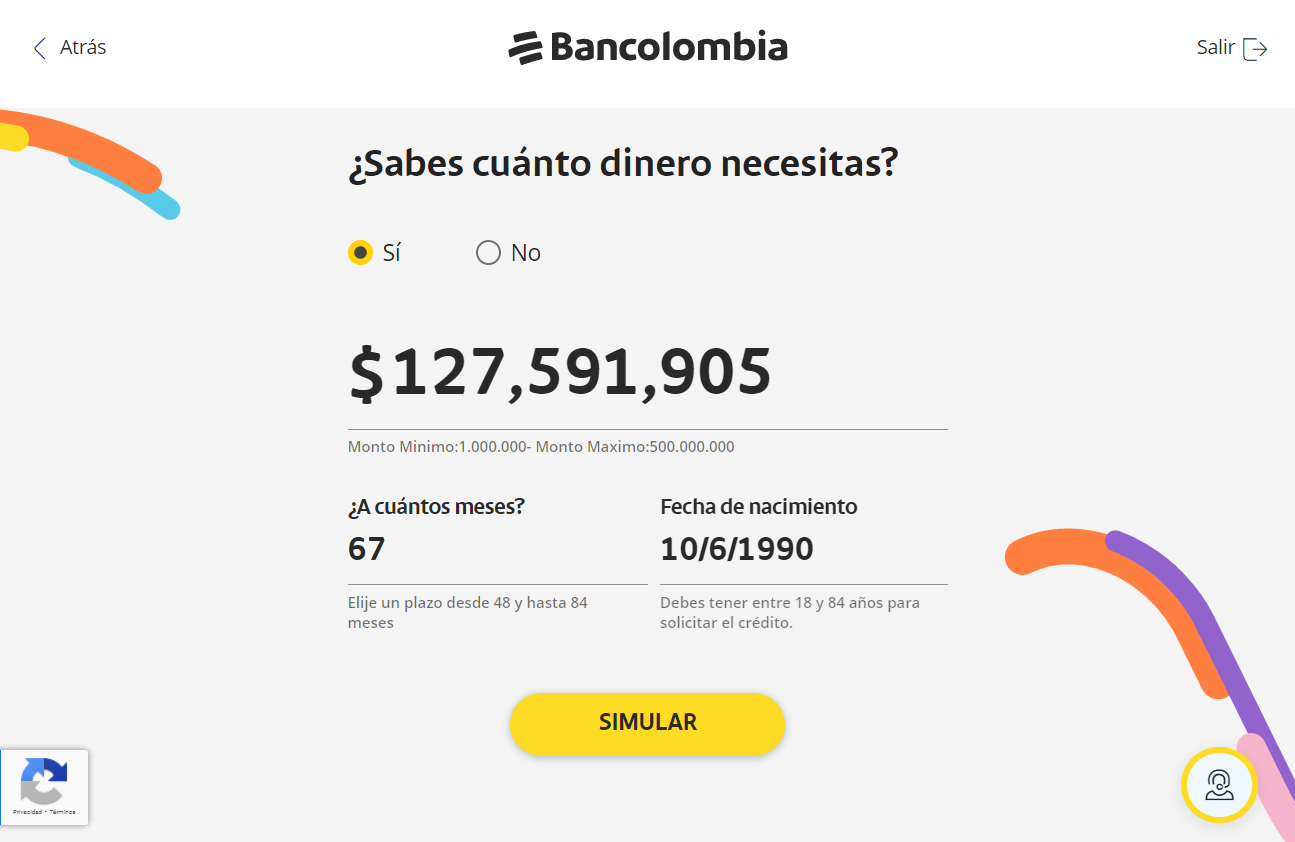 Atrás
Bancolombia
Salir
¿Sabes cuánto dinero necesitas?
Sí
No
$127,591,905
Monto Minimo:1.000.000- Monto Maximo:500.000.000
¿A cuántos meses?
67
Elije un plazo desde 48 y hasta 84
meses
Fecha de nacimiento
10/6/1990
Debes tener entre 18 y 84 años para
solicitar el crédito.
SIMULAR
Privacidad - Términos